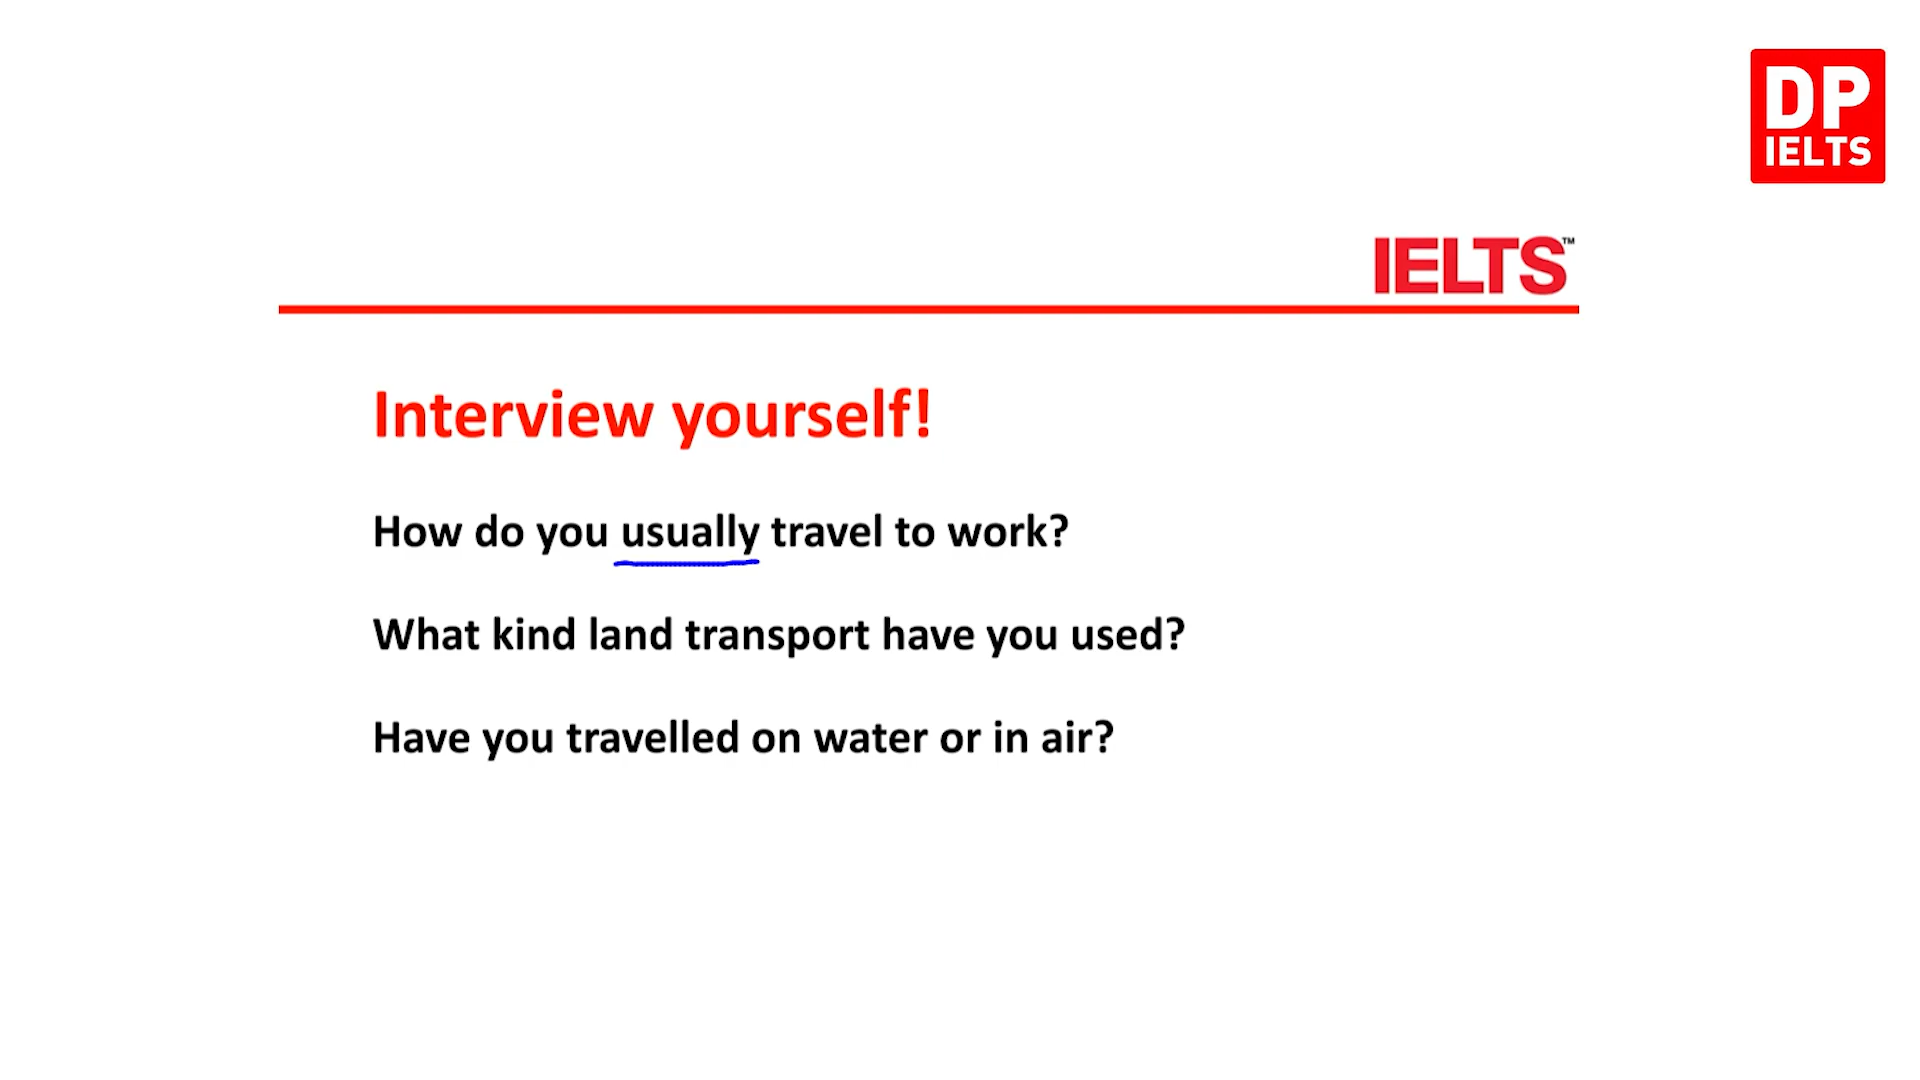 DP
IELTS
IELTS™
Interview yourself!
How do you usually travel to work?
What kind land transport have you used?
Have you travelled on water or in air?